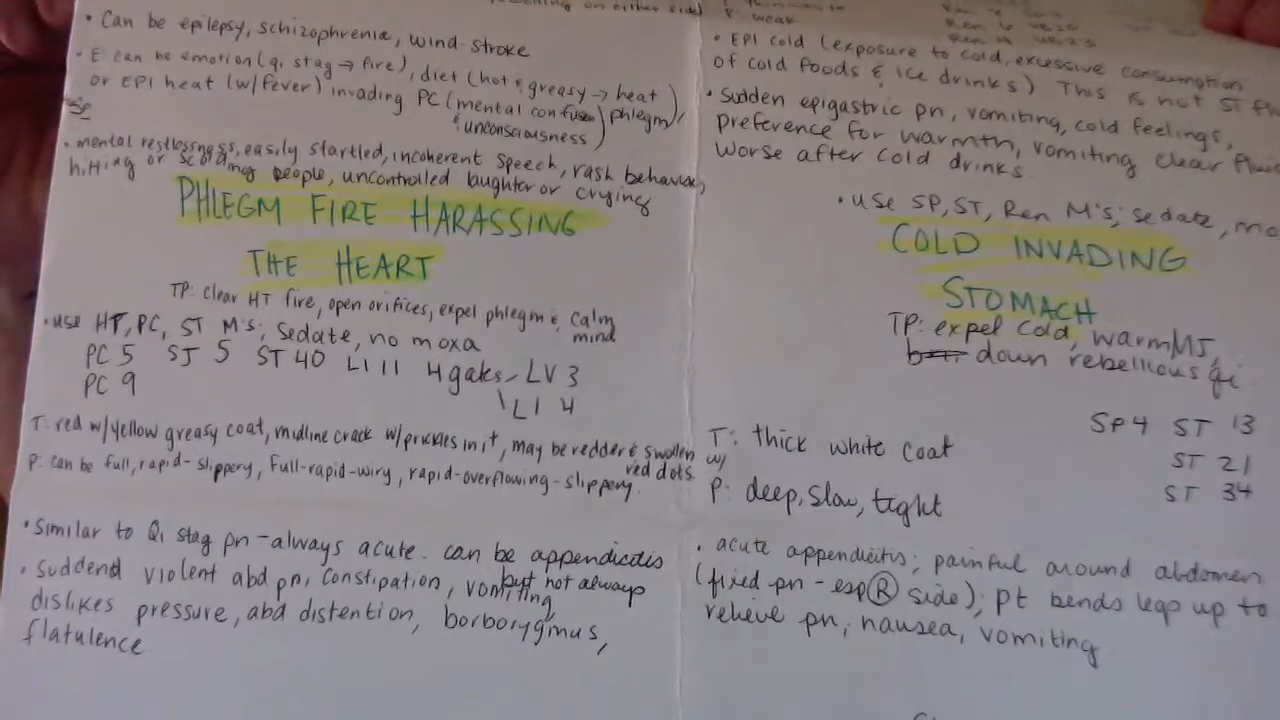 on either side)
• Can be epilepsy, schizophrenia, wind-stroke
• E can be emotion (qi stag → fire), diet (hot & greasy → heat
or EPI heat (w/fever) invading PC (mental confusion) phlegm),
& unconsciousness)
• mental restlessness, easily startled, incoherent speech, rash behavior,
hitting or scolding people, uncontrolled laughter or crying
PHLEGM FIRE HARASSING
THE HEART
TP: clear HT fire, open orifices, expel phlegm & calm
mind
• use HT, PC, ST M's; sedate, no moxa
PC 5 SJ 5 ST 40 LI 11 4 gates - LV 3
PC 9 \ LI 4
T: red w/yellow greasy coat, midline crack w/prickles in it, may be redder & swollen w/
red dots
P: can be full, rapid-slippery, full-rapid-wiry, rapid-overflowing-slippery.
• Similar to Qi stag pn - always acute. can be appendicitis
but not always
• suddend violent abd pn, constipation, vomiting
dislikes pressure, abd distention, borborygmus,
flatulence
P: weak
• EPI cold (exposure to cold, excessive consumption
of cold foods & ice drinks) This is not ST
• Sudden epigastric pn, vomiting, cold feelings,
preference for warmth, vomiting clear
worse after cold drinks
• use SP, ST, Ren M's; sedate,
COLD INVADING
STOMACH
TP: expel cold, warm MJ,
down rebellious qi
SP4 ST 13
ST 21
ST 34
T: thick white coat
P: deep, slow, tight
• acute appendicitis; painful around abdomen
(fixed pn - esp R side); pt bends legs up to
relieve pn; nausea, vomiting